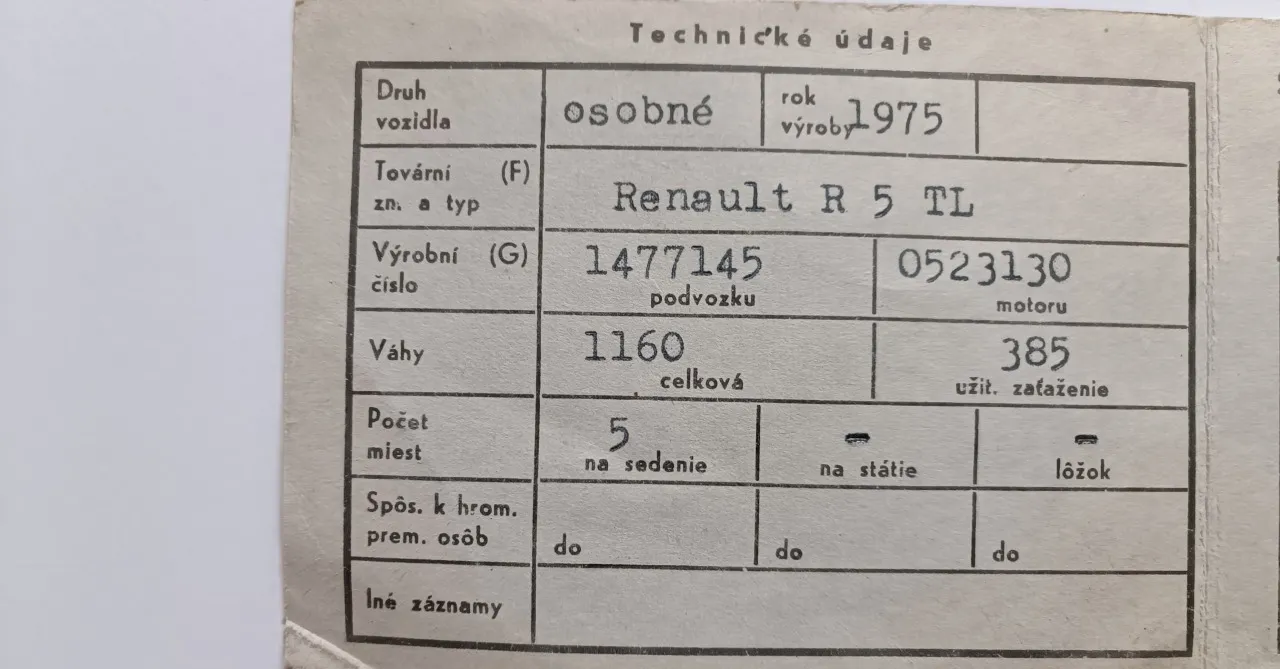 Technic'ké údaje
Druh vozidla osobné rok výroby 1975
Tovární (F) zn. a typ Renault R 5 TL
Výrobní (G) číslo 1477145 podvozku 0523130 motoru
Váhy 1160 celková 385 užit. zaťaženie
Počet miest 5 na sedenie - na státie - lôžok
Spôs. k hrom. prem. osôb do do do
Iné záznamy